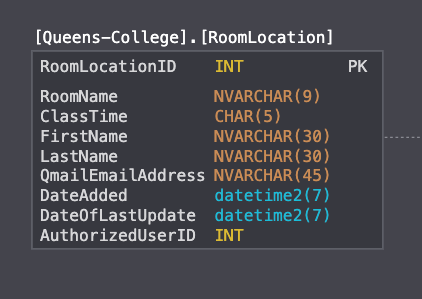 [Queens-College].[RoomLocation]
RoomLocationID INT PK
RoomName NVARCHAR(9)
ClassTime CHAR(5)
FirstName NVARCHAR(30)
LastName NVARCHAR(30)
QmailEmailAddress NVARCHAR(45)
DateAdded datetime2(7)
DateOfLastUpdate datetime2(7)
AuthorizedUserID INT